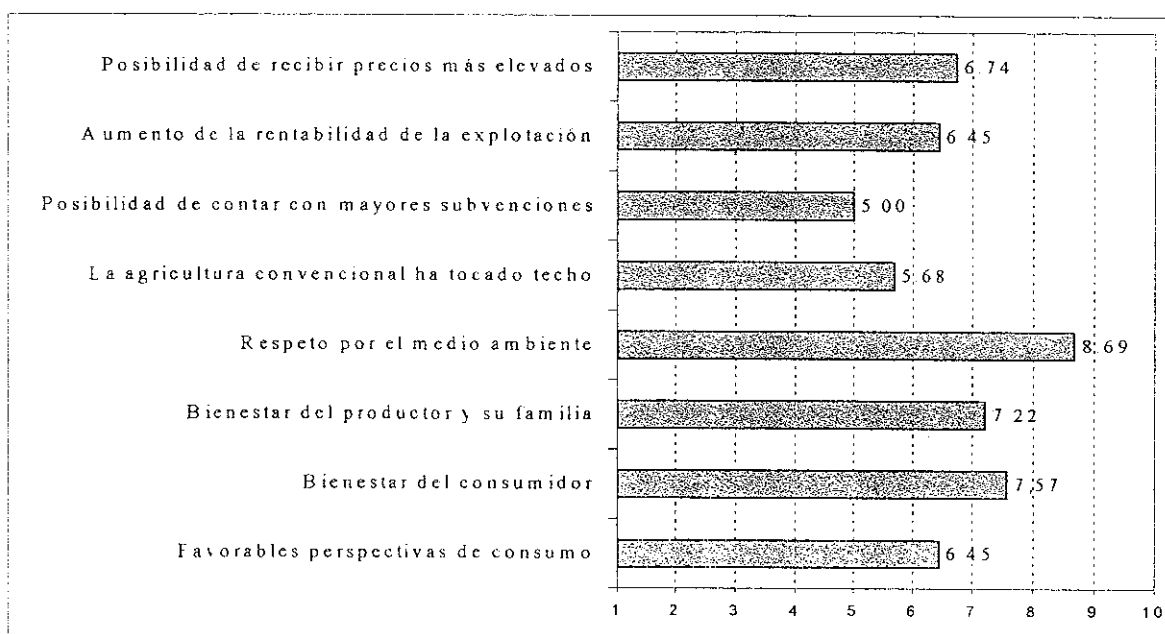 Posibilidad de recibir precios más elevados 6.74
Aumento de la rentabilidad de la explotación 6 45
Posibilidad de contar con mayores subvenciones 5 00
La agricultura convencional ha tocado techo 5.68
Respeto por el medio ambiente 8.69
Bienestar del productor y su familia 7 22
Bienestar del consumidor 7,57
Favorables perspectivas de consumo 6 45
1 2 3 4 5 6 7 8 9 10